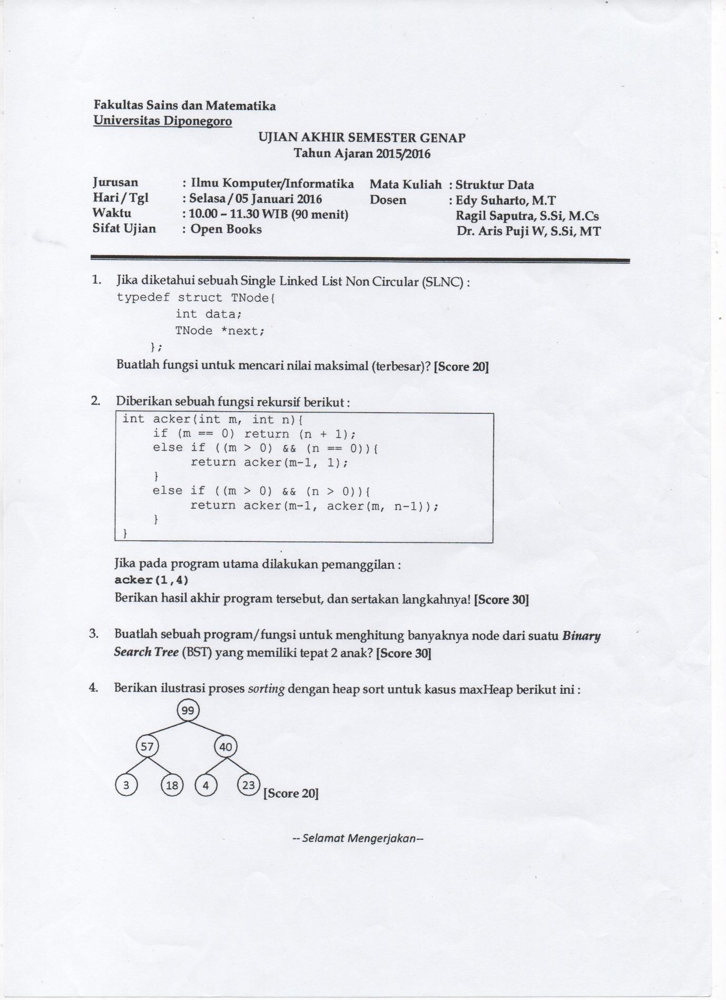 Fakultas Sains dan Matematika
Universitas Diponegoro
UJIAN AKHIR SEMESTER GENAP
Tahun Ajaran 2015/2016
Jurusan : Ilmu Komputer/Informatika Mata Kuliah : Struktur Data
Hari / Tgl : Selasa / 05 Januari 2016 Dosen : Edy Suharto, M.T
Waktu : 10.00 – 11.30 WIB (90 menit) Ragil Saputra, S.Si, M.Cs
Sifat Ujian : Open Books Dr. Aris Puji W, S.Si, MT
1. Jika diketahui sebuah Single Linked List Non Circular (SLNC) :
typedef struct TNode{
int data;
TNode *next;
};
Buatlah fungsi untuk mencari nilai maksimal (terbesar)? [Score 20]
2. Diberikan sebuah fungsi rekursif berikut :
int acker(int m, int n){
if (m == 0) return (n + 1);
else if ((m > 0) && (n == 0)){
return acker(m-1, 1);
}
else if ((m > 0) && (n > 0)){
return acker(m-1, acker(m, n-1));
}
}
Jika pada program utama dilakukan pemanggilan :
acker(1,4)
Berikan hasil akhir program tersebut, dan sertakan langkahnya! [Score 30]
3. Buatlah sebuah program/fungsi untuk menghitung banyaknya node dari suatu Binary
Search Tree (BST) yang memiliki tepat 2 anak? [Score 30]
4. Berikan ilustrasi proses sorting dengan heap sort untuk kasus maxHeap berikut ini :
99
57 40
3 18 4 23 [Score 20]
-- Selamat Mengerjakan--